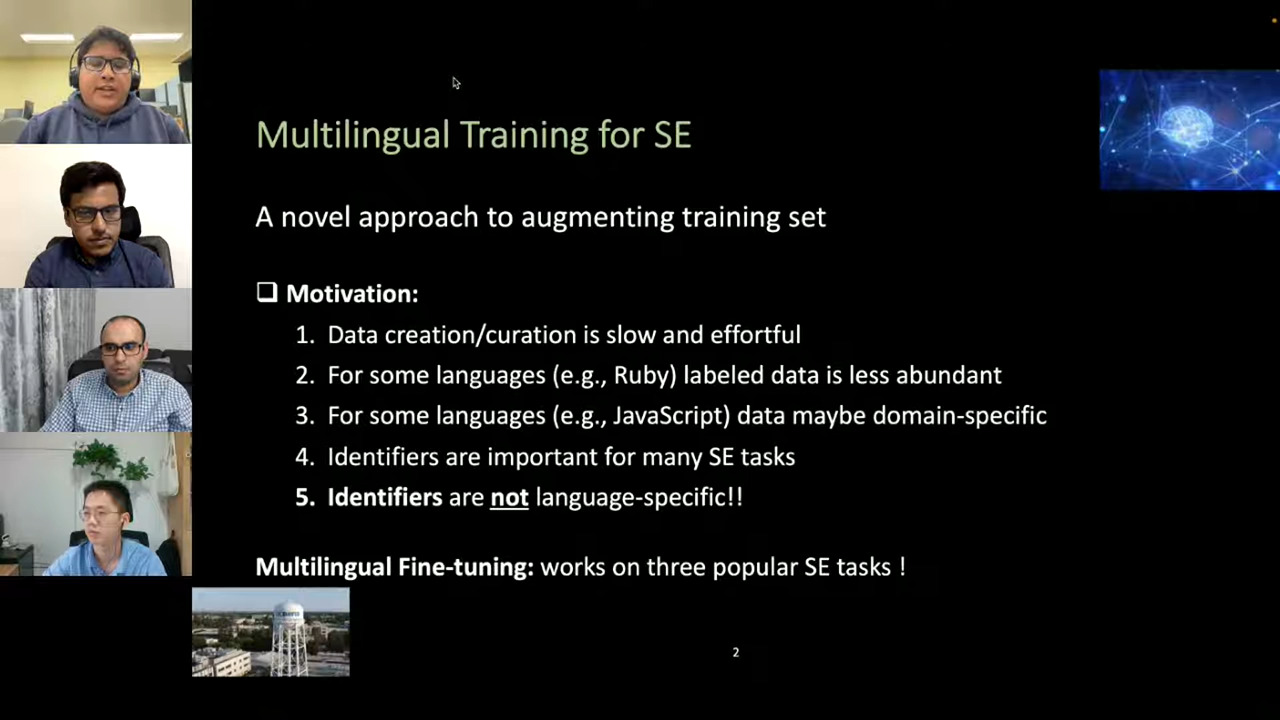 Multilingual Training for SE
A novel approach to augmenting training set
❑ Motivation:
1. Data creation/curation is slow and effortful
2. For some languages (e.g., Ruby) labeled data is less abundant
3. For some languages (e.g., JavaScript) data maybe domain-specific
4. Identifiers are important for many SE tasks
5. Identifiers are not language-specific!!
Multilingual Fine-tuning: works on three popular SE tasks !
2